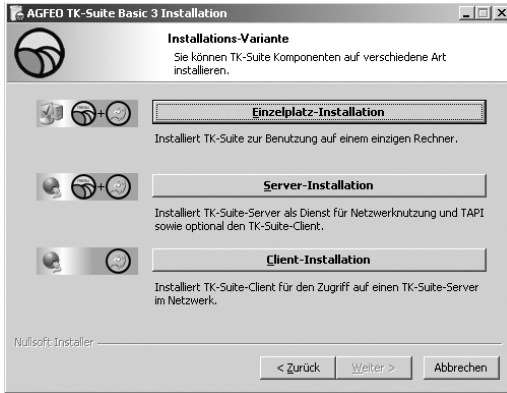 AGFEO TK-Suite Basic 3 Installation
Installations-Variante
Sie können TK-Suite Komponenten auf verschiedene Art
installieren.
Einzelplatz-Installation
Installiert TK-Suite zur Benutzung auf einem einzigen Rechner.
Server-Installation
Installiert TK-Suite-Server als Dienst für Netzwerknutzung und TAPI
sowie optional den TK-Suite-Client.
Client-Installation
Installiert TK-Suite-Client für den Zugriff auf einen TK-Suite-Server
im Netzwerk.
Nullsoft Installer
< Zurück Weiter > Abbrechen